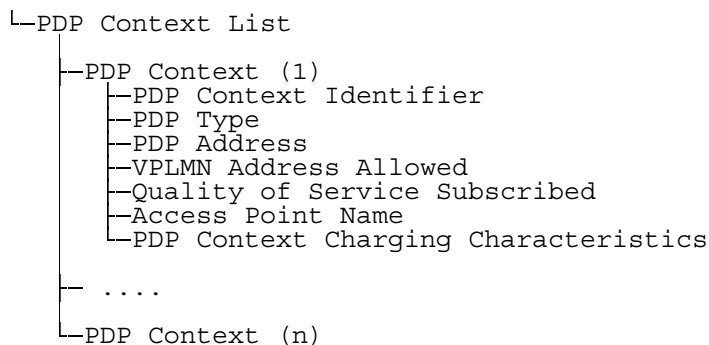 PDP Context List
PDP Context (1)
PDP Context Identifier
PDP Type
PDP Address
VPLMN Address Allowed
Quality of Service Subscribed
Access Point Name
PDP Context Charging Characteristics
....
PDP Context (n)